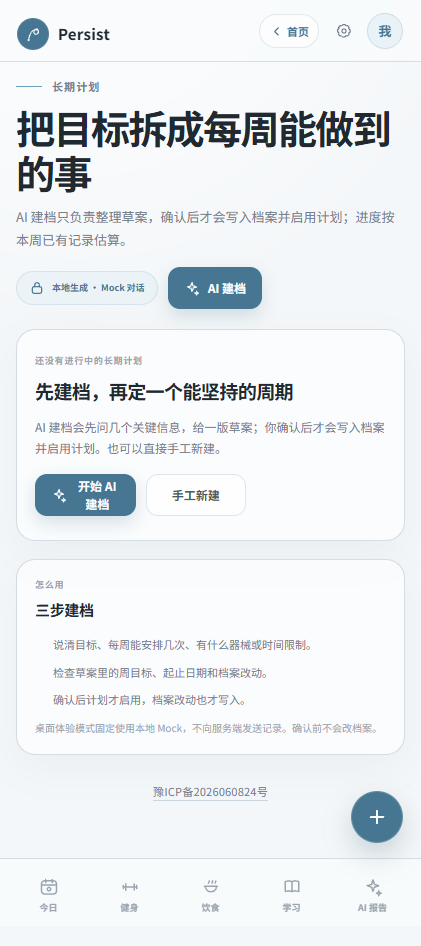 Persist
首页
我
长期计划
把目标拆成每周能做到
的事
AI 建档只负责整理草案，确认后才会写入档案并启用计划；进度按
本周已有记录估算。
本地生成 · Mock 对话
AI 建档
还没有进行中的长期计划
先建档，再定一个能坚持的周期
AI 建档会先问几个关键信息，给一版草案；你确认后才会写入档案
并启用计划。也可以直接手工新建。
开始 AI
建档
手工新建
怎么用
三步建档
说清目标、每周能安排几次、有什么器械或时间限制。
检查草案里的周目标、起止日期和档案改动。
确认后计划才启用，档案改动也才写入。
桌面体验模式固定使用本地 Mock，不向服务端发送记录。确认前不会改档案。
豫ICP备2026060824号
今日
健身
饮食
学习
AI 报告